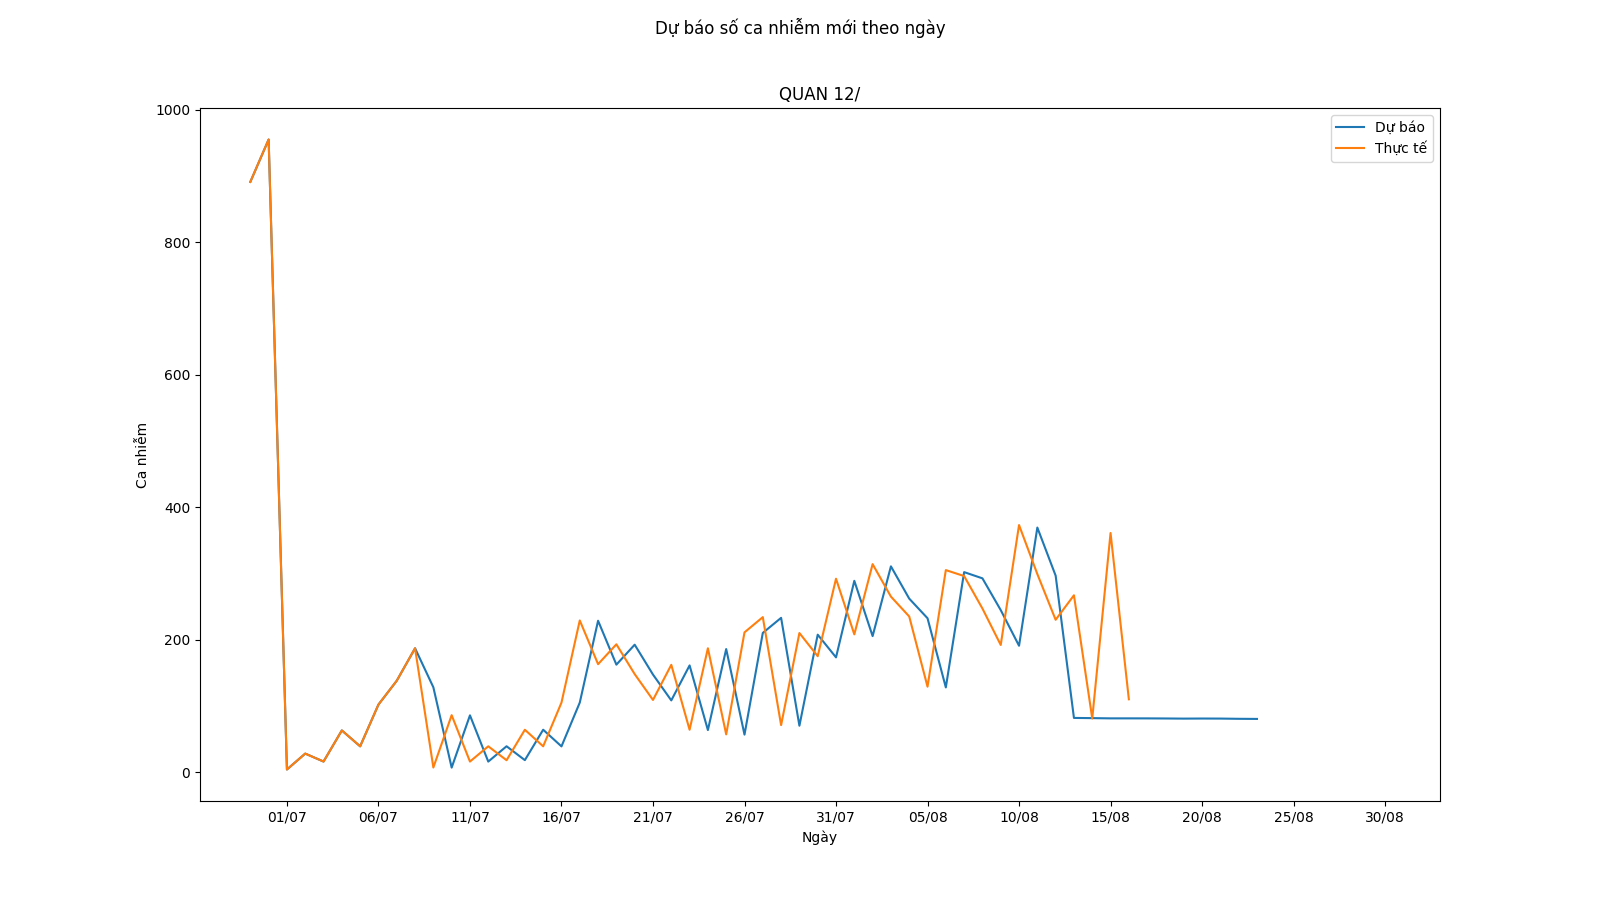 Dự báo số ca nhiễm mới theo ngày
QUAN 12/
1000
800
600
400
200
0
Ca nhiễm
Dự báo
Thực tế
01/07 06/07 11/07 16/07 21/07 26/07 31/07 05/08 10/08 15/08 20/08 25/08 30/08
Ngày